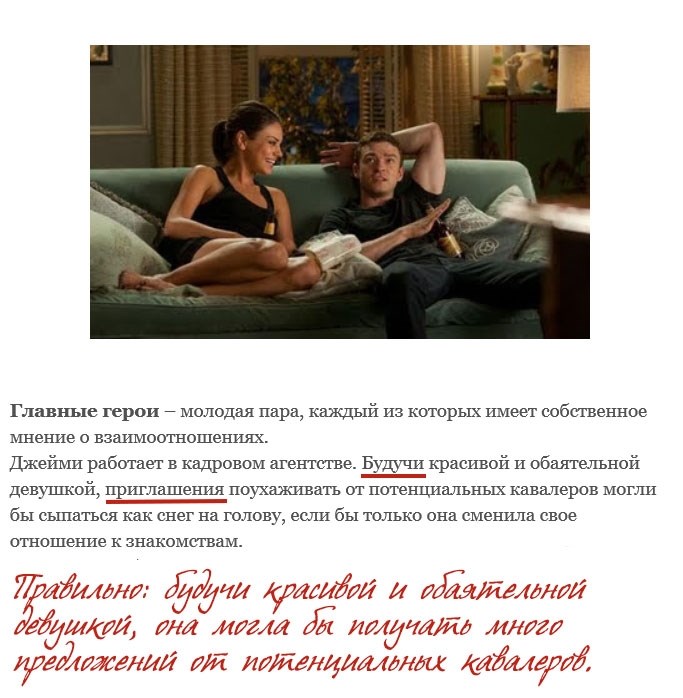 Главные герои – молодая пара, каждый из которых имеет собственное
мнение о взаимоотношениях.
Джейми работает в кадровом агентстве. Будучи красивой и обаятельной
девушкой, приглашения поухаживать от потенциальных кавалеров могли
бы сыпаться как снег на голову, если бы только она сменила свое
отношение к знакомствам.
Правильно: будучи красивой и обаятельной
девушкой, она могла бы получать много
предложений от потенциальных кавалеров.